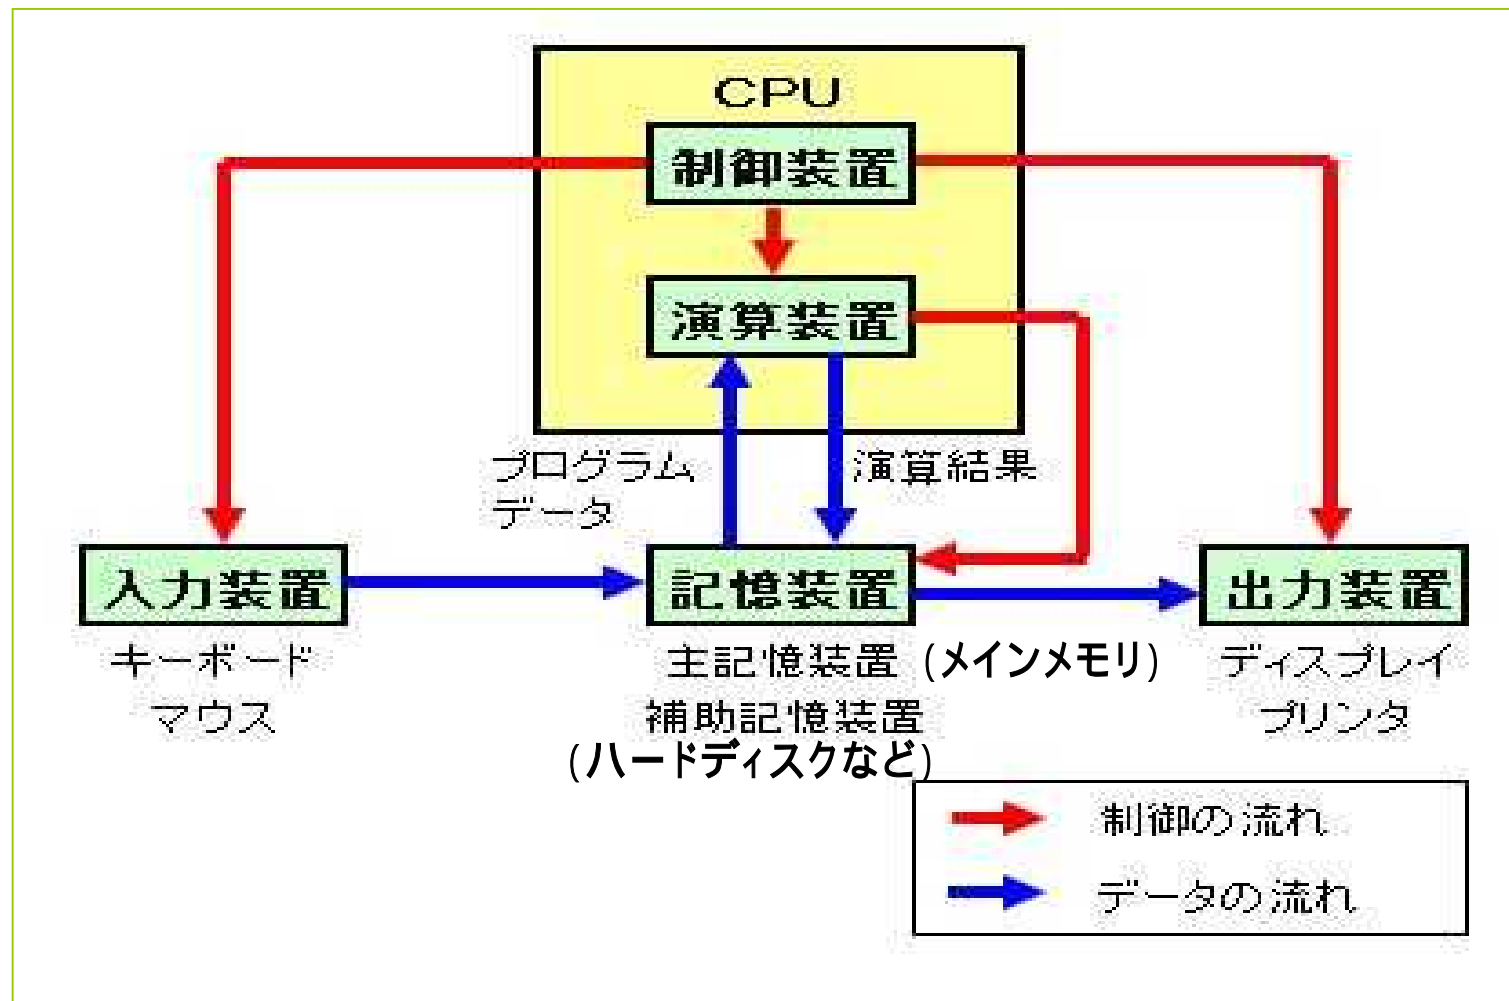 CPU
制御装置
演算装置
プログラム
データ
演算結果
入力装置
キーボード
マウス
記憶装置
主記憶装置 (メインメモリ)
補助記憶装置
(ハードディスクなど)
出力装置
ディスプレイ
プリンタ
制御の流れ
データの流れ